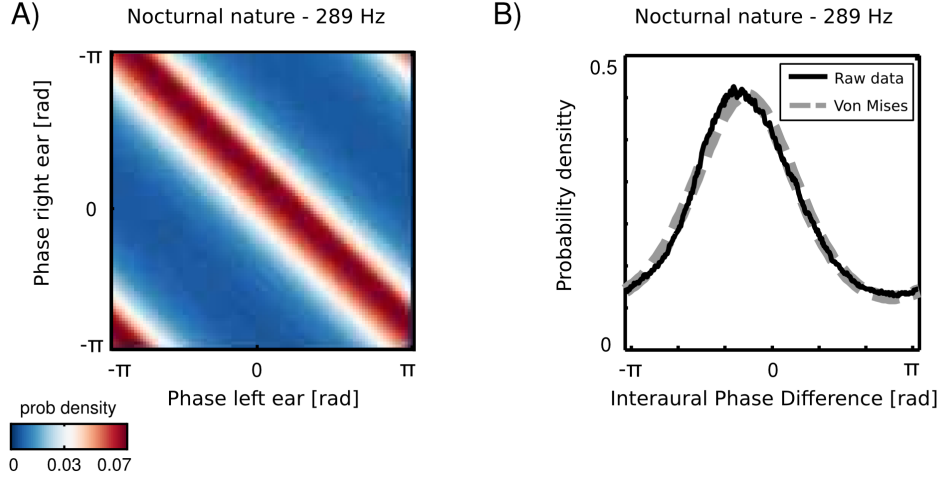 A)
Nocturnal nature - 289 Hz
-π
0
-π
Phase right ear [rad]
-π
0
π
Phase left ear [rad]
prob density
0
0.03
0.07
B)
Nocturnal nature - 289 Hz
0.5
0
Probability densitty
Raw data
Von Mises
-π
0
π
Interaural Phase Difference [rad]